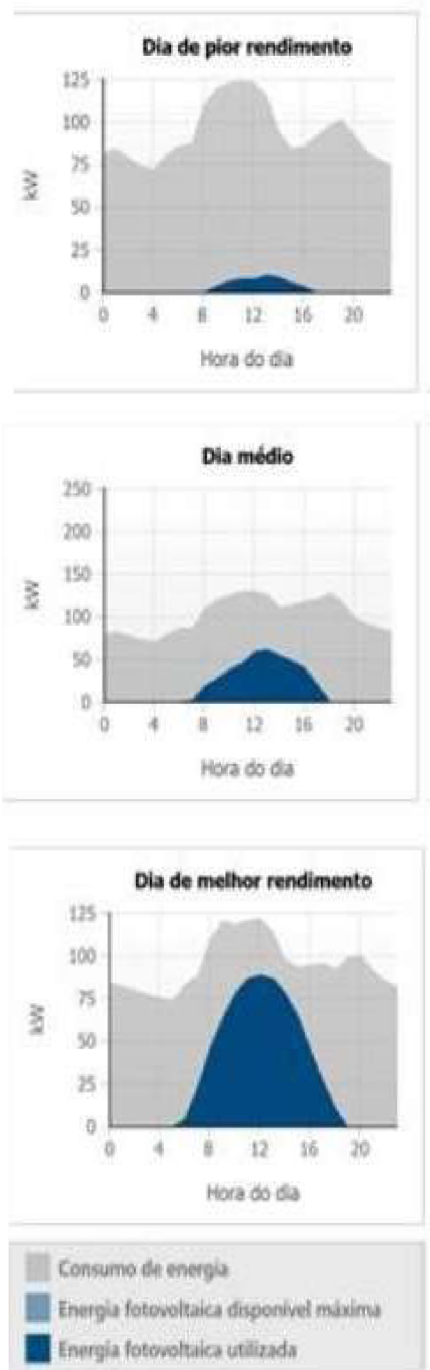 Dia de pior rendimento
125
100
75
50
25
0
kW
0 4 8 12 16 20
Hora do dia
Dia médio
250
200
150
100
50
0
kW
0 4 8 12 16 20
Hora do dia
Dia de melhor rendimento
125
100
75
50
25
0
kW
0 4 8 12 16 20
Hora do dia
Consumo de energia
Energia fotovoltaica disponível máxima
Energia fotovoltaica utilizada